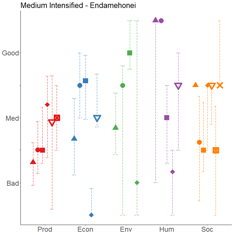 Medium Intensified - Endamehonei
Good
Med
Bad
Prod Econ Env Hum Soc